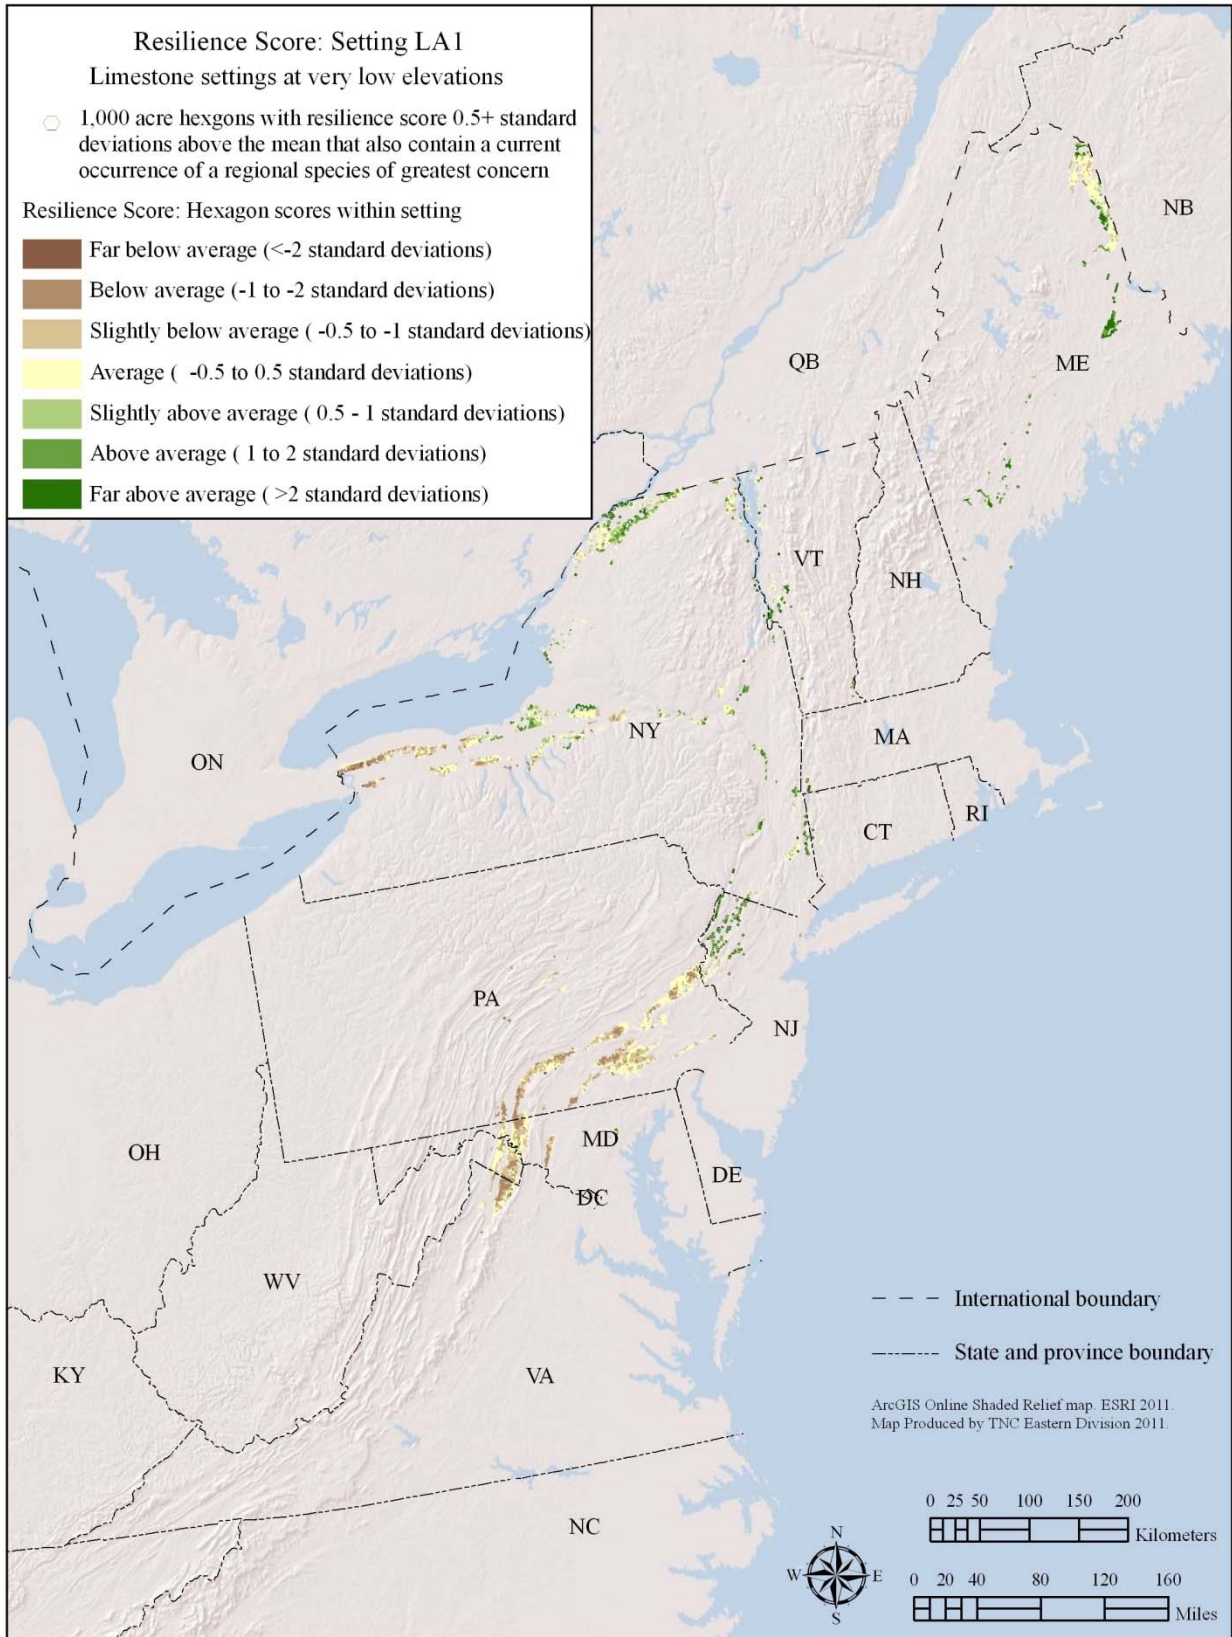 Resilience Score: Setting LA1
Limestone settings at very low elevations
1,000 acre hexgons with resilience score 0.5+ standard
deviations above the mean that also contain a current
occurrence of a regional species of greatest concern
Resilience Score: Hexagon scores within setting
Far below average (<-2 standard deviations)
Below average (-1 to -2 standard deviations)
Slightly below average ( -0.5 to -1 standard deviations)
Average ( -0.5 to 0.5 standard deviations)
Slightly above average ( 0.5 - 1 standard deviations)
Above average ( 1 to 2 standard deviations)
Far above average ( >2 standard deviations)
NB
QB
ME
VT
NH
NY
MA
ON
RI
CT
PA
NJ
MD
OH
DE
DC
WV
International boundary
State and province boundary
KY
VA
ArcGIS Online Shaded Relief map. ESRI 2011.
Map Produced by TNC Eastern Division 2011.
NC
0 25 50 100 150 200
Kilometers
N
W E
S
0 20 40 80 120 160
Miles